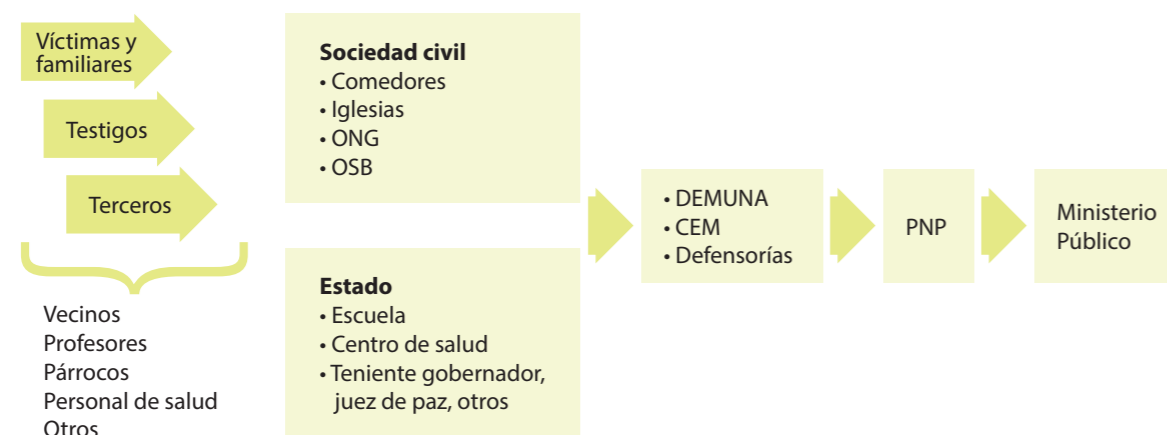 Víctimas y
familiares
Testigos
Terceros
Vecinos
Profesores
Párrocos
Personal de salud
Otros
Sociedad civil
• Comedores
• Iglesias
• ONG
• OSB
Estado
• Escuela
• Centro de salud
• Teniente gobernador,
juez de paz, otros
• DEMUNA
• CEM
• Defensorías
PNP
Ministerio
Público